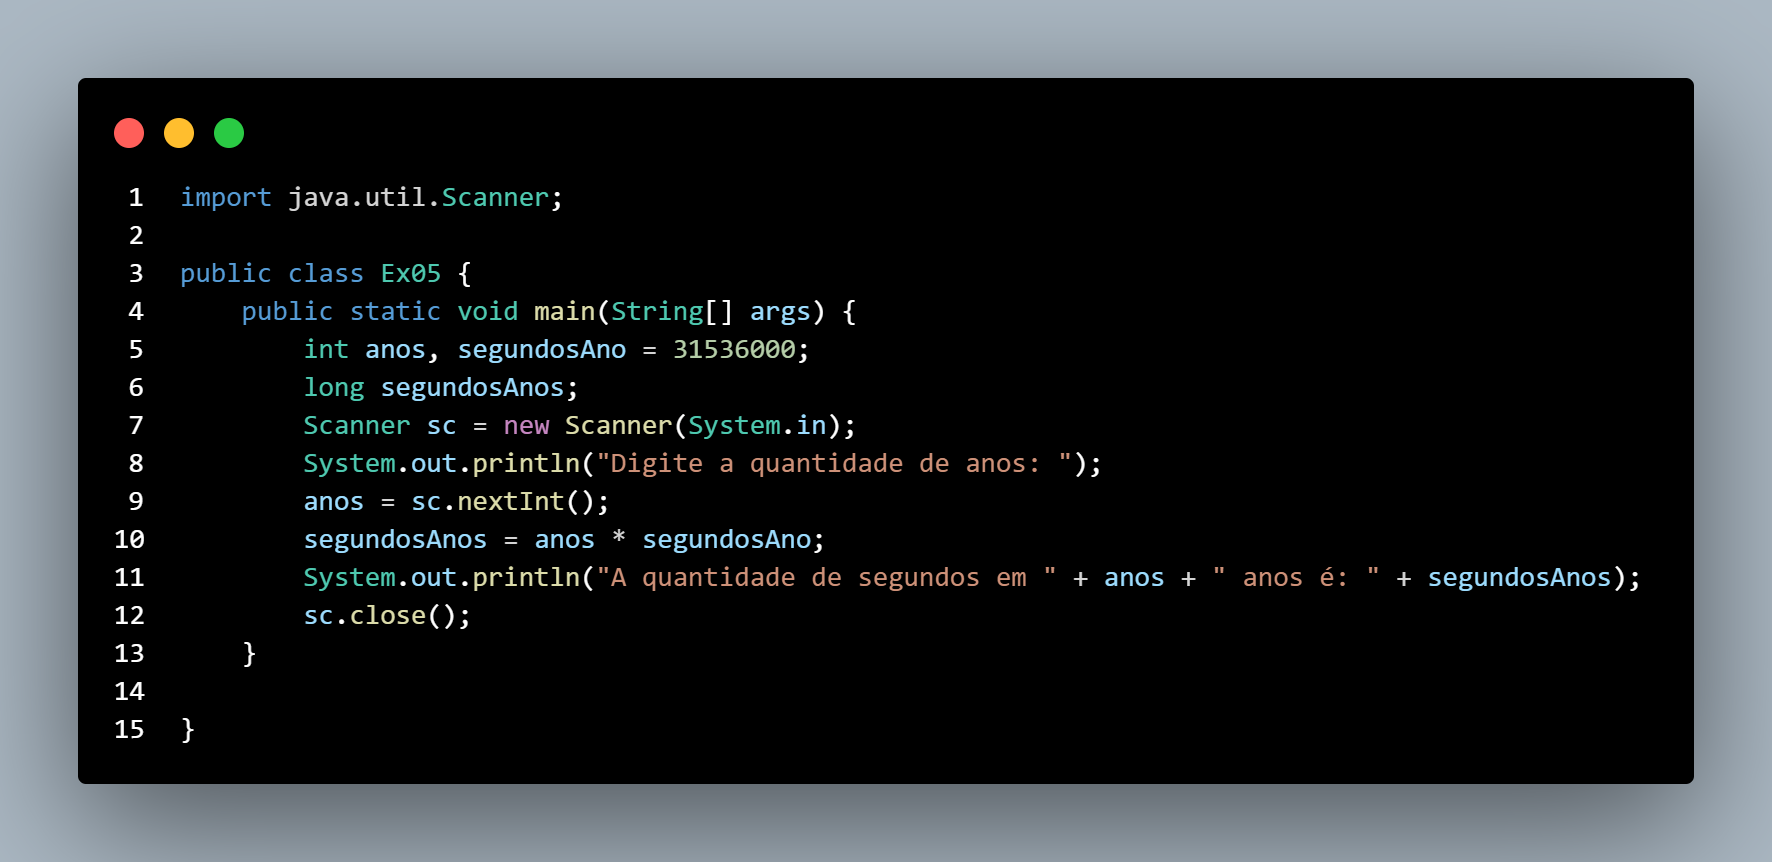 1 import java.util.Scanner;
2
3 public class Ex05 {
4     public static void main(String[] args) {
5         int anos, segundosAno = 31536000;
6         long segundosAnos;
7         Scanner sc = new Scanner(System.in);
8         System.out.println("Digite a quantidade de anos: ");
9         anos = sc.nextInt();
10         segundosAnos = anos * segundosAno;
11         System.out.println("A quantidade de segundos em " + anos + " anos é: " + segundosAnos);
12         sc.close();
13     }
14
15 }